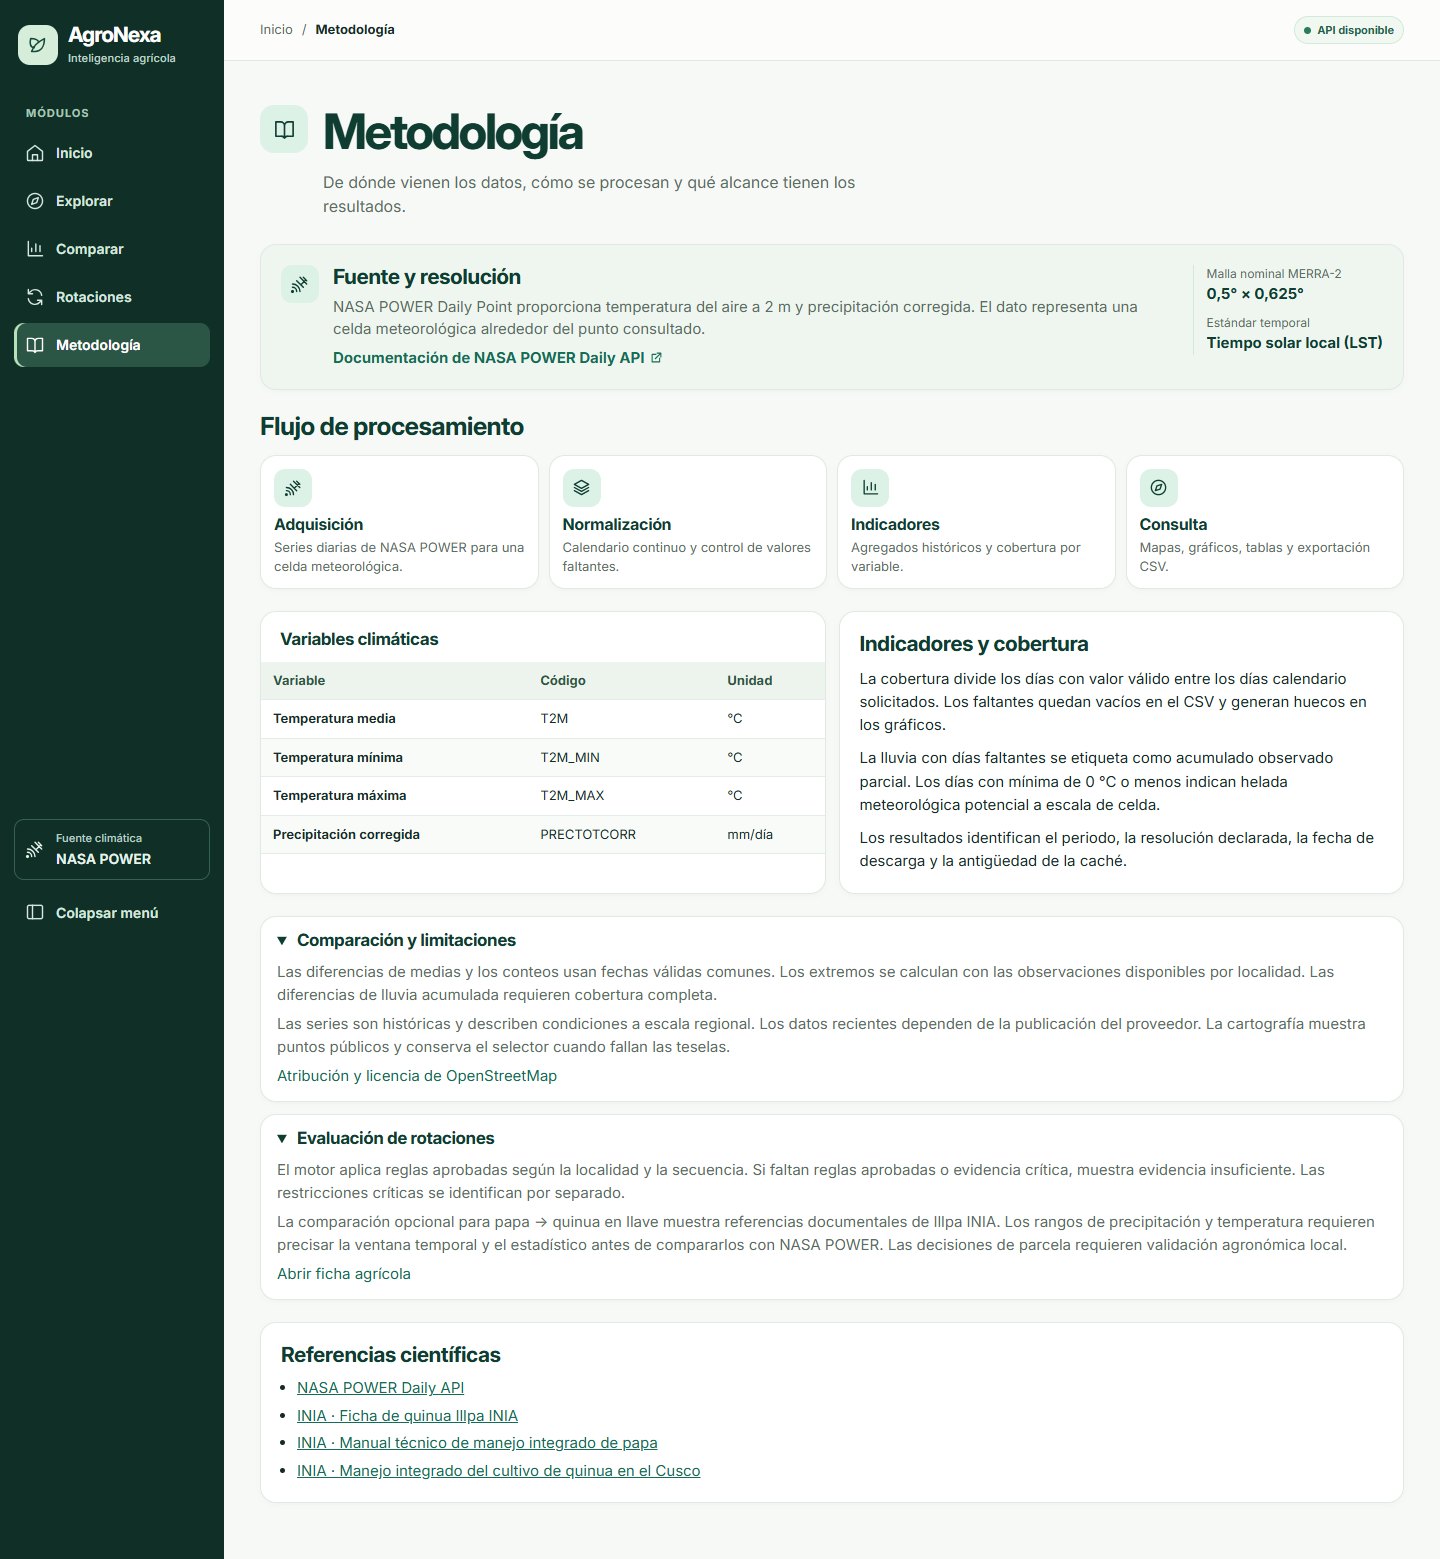 AgroNexa
Inteligencia agrícola
MÓDULOS
Inicio
Explorar
Comparar
Rotaciones
Metodología
Fuente climática
NASA POWER
Colapsar menú
Inicio / Metodología
API disponible
Metodología
De dónde vienen los datos, cómo se procesan y qué alcance tienen los
resultados.
Fuente y resolución
NASA POWER Daily Point proporciona temperatura del aire a 2 m y precipitación corregida. El dato representa una
celda meteorológica alrededor del punto consultado.
Documentación de NASA POWER Daily API
Malla nominal MERRA-2
0,5° × 0,625°
Estándar temporal
Tiempo solar local (LST)
Flujo de procesamiento
Adquisición
Series diarias de NASA POWER para una
celda meteorológica.
Normalización
Calendario continuo y control de valores
faltantes.
Indicadores
Agregados históricos y cobertura por
variable.
Consulta
Mapas, gráficos, tablas y exportación
CSV.
Variables climáticas
Variable Código Unidad
Temperatura media T2M °C
Temperatura mínima T2M_MIN °C
Temperatura máxima T2M_MAX °C
Precipitación corregida PRECTOTCORR mm/día
Indicadores y cobertura
La cobertura divide los días con valor válido entre los días calendario
solicitados. Los faltantes quedan vacíos en el CSV y generan huecos en
los gráficos.
La lluvia con días faltantes se etiqueta como acumulado observado
parcial. Los días con mínima de 0 °C o menos indican helada
meteorológica potencial a escala de celda.
Los resultados identifican el periodo, la resolución declarada, la fecha de
descarga y la antigüedad de la caché.
▼ Comparación y limitaciones
Las diferencias de medias y los conteos usan fechas válidas comunes. Los extremos se calculan con las observaciones disponibles por localidad. Las
diferencias de lluvia acumulada requieren cobertura completa.
Las series son históricas y describen condiciones a escala regional. Los datos recientes dependen de la publicación del proveedor. La cartografía muestra
puntos públicos y conserva el selector cuando fallan las teselas.
Atribución y licencia de OpenStreetMap
▼ Evaluación de rotaciones
El motor aplica reglas aprobadas según la localidad y la secuencia. Si faltan reglas aprobadas o evidencia crítica, muestra evidencia insuficiente. Las
restricciones críticas se identifican por separado.
La comparación opcional para papa → quinua en Ilave muestra referencias documentales de Illpa INIA. Los rangos de precipitación y temperatura requieren
precisar la ventana temporal y el estadístico antes de compararlos con NASA POWER. Las decisiones de parcela requieren validación agronómica local.
Abrir ficha agrícola
Referencias científicas
• NASA POWER Daily API
• INIA · Ficha de quinua Illpa INIA
• INIA · Manual técnico de manejo integrado de papa
• INIA · Manejo integrado del cultivo de quinua en el Cusco